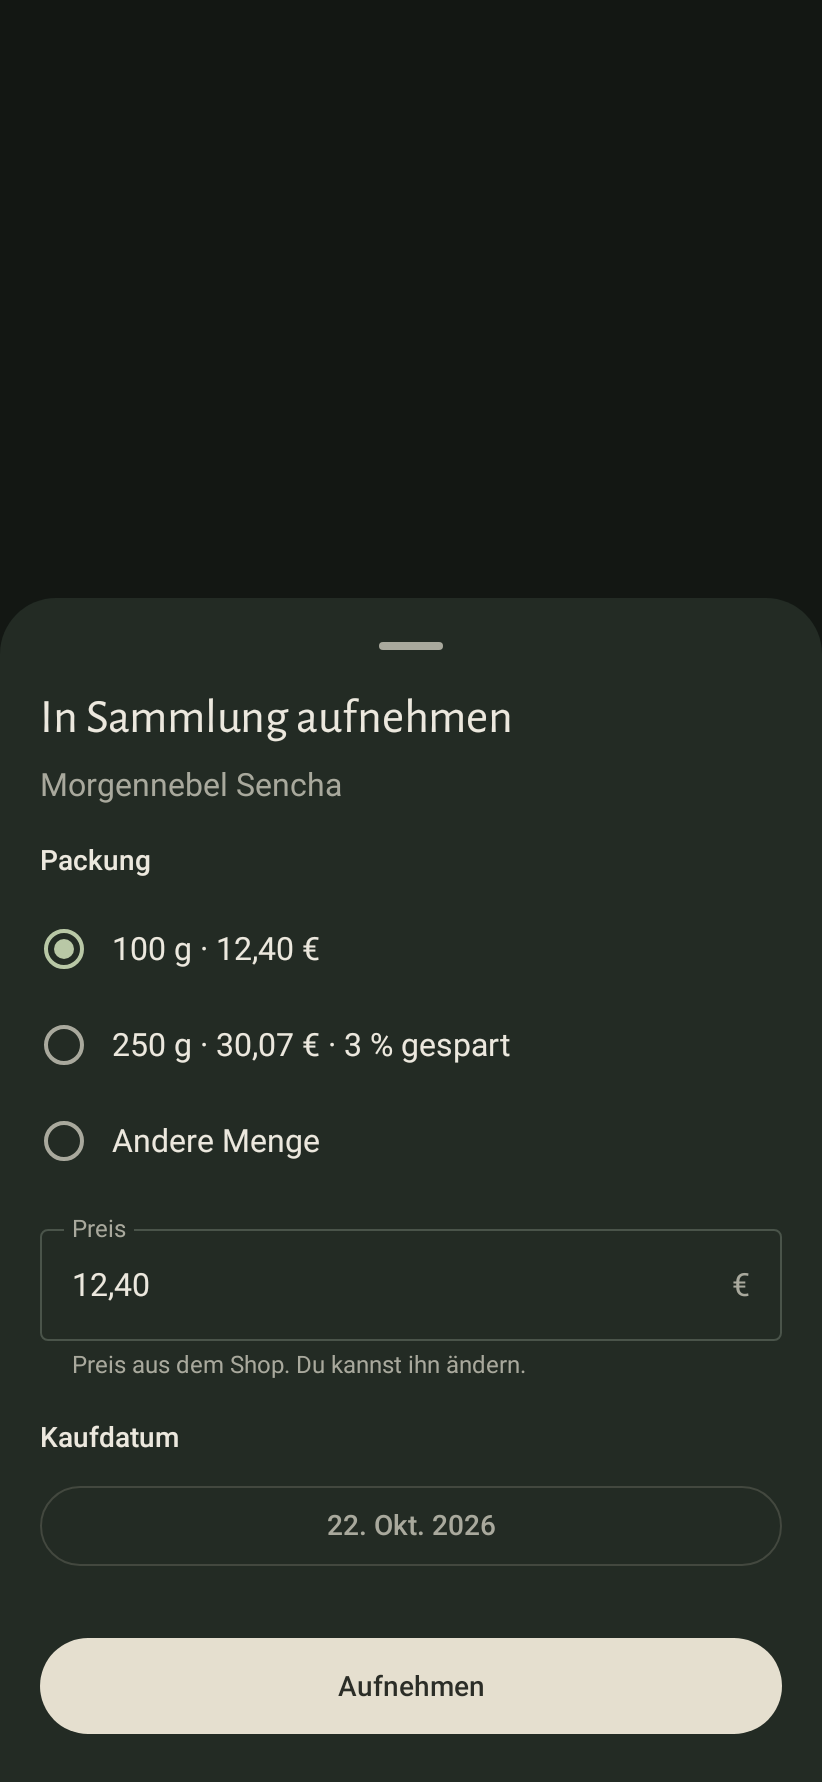 In Sammlung aufnehmen
Morgennebel Sencha
Packung
100 g · 12,40 €
250 g · 30,07 € · 3 % gespart
Andere Menge
Preis
12,40 €
Preis aus dem Shop. Du kannst ihn ändern.
Kaufdatum
22. Okt. 2026
Aufnehmen